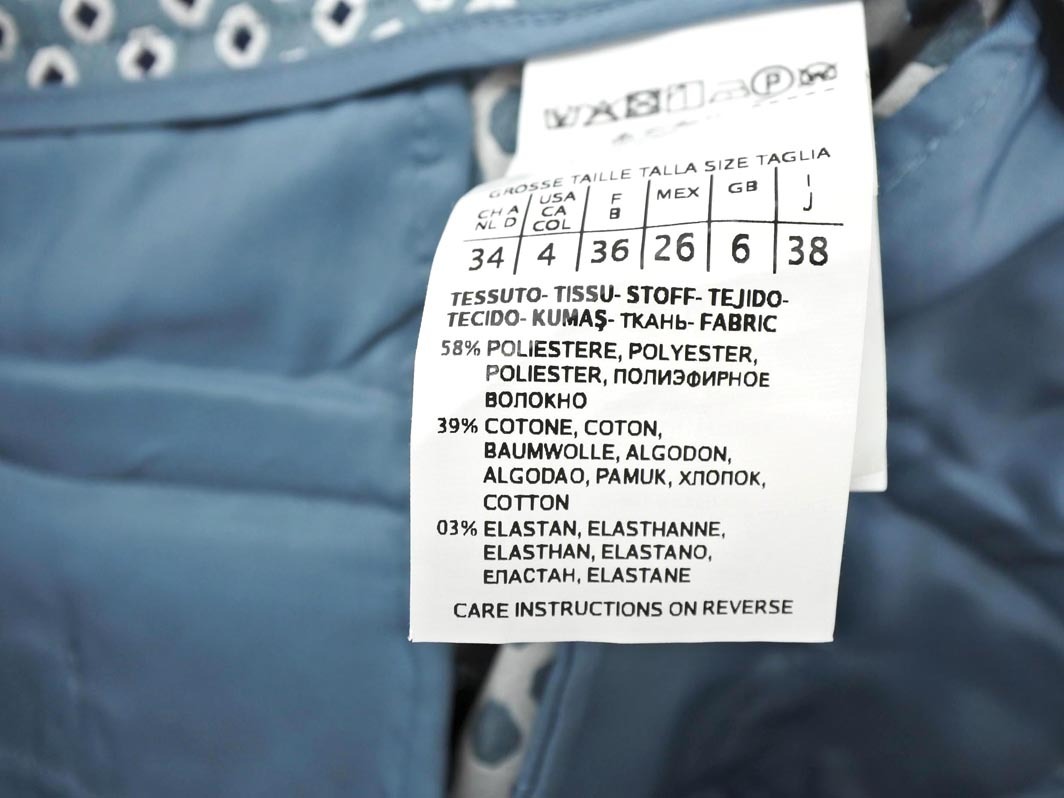 GROSSE TAILLE TALLA SIZE TAGLIA
CH A NL D USA CA COL F B MEX GB I J
34 4 36 26 6 38
TESSUTO- TISSU- STOFF- TEJIDO-
TECIDO- KUMAŞ- ТКАНЬ- FABRIC
58% POLIESTERE, POLYESTER,
POLIESTER, ПОЛИЭФИРНОЕ
ВОЛОКНО
39% COTONE, COTON,
BAUMWOLLE, ALGODON,
ALGODAO, PAMUK, ХЛОПОК,
COTTON
03% ELASTAN, ELASTHANNE,
ELASTHAN, ELASTANO,
ЕПАСТАН, ELASTANE
CARE INSTRUCTIONS ON REVERSE